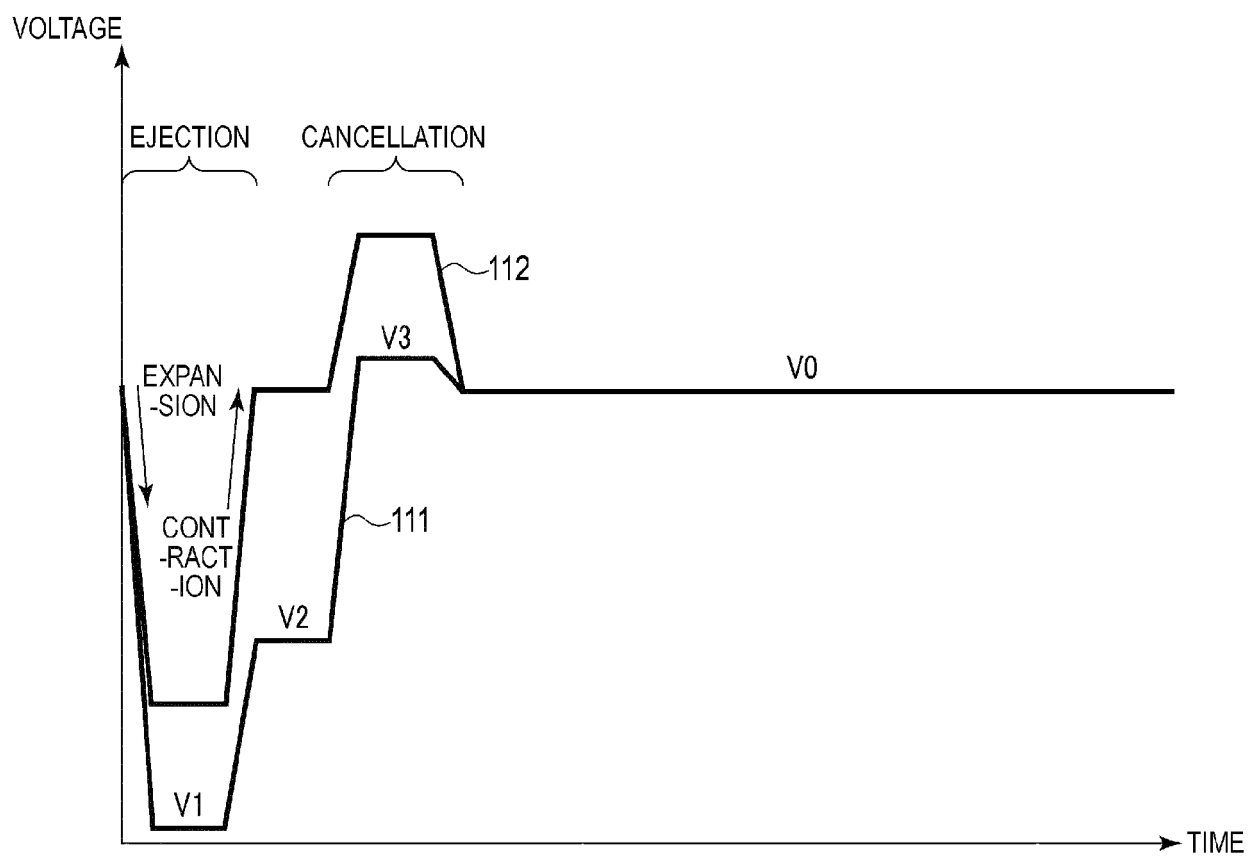 VOLTAGE
EJECTION
CANCELLATION
112
V3
V0
EXPAN
-SION
CONT
-RACT
-ION
111
V2
V1
TIME